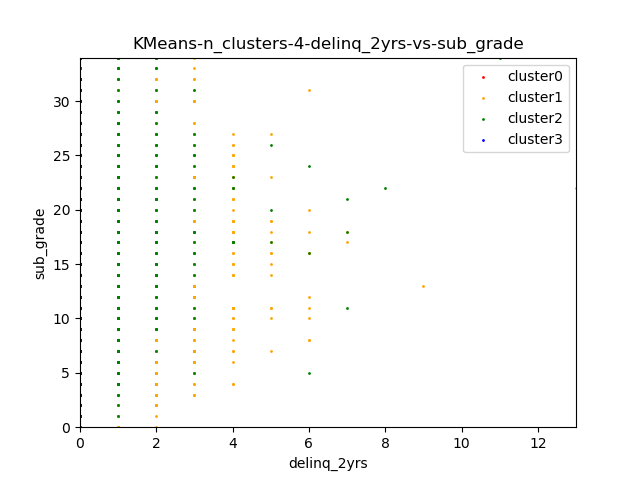 KMeans-n_clusters-4-delinq_2yrs-vs-sub_grade
cluster0
cluster1
cluster2
cluster3
30
25
20
15
10
5
0
sub_grade
0 2 4 6 8 10 12
delinq_2yrs